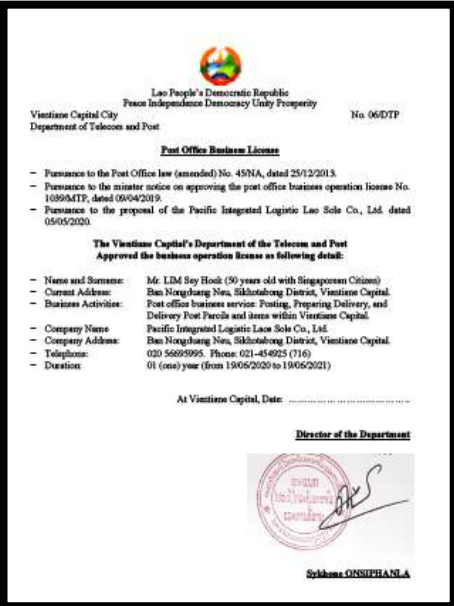 Lao People's Democratic Republic
Peace Independence Democracy Unity Prosperity
Vientiane Capital City
No. 06/DTP
Department of Telecom and Post
Post Office Business License
– Pursuance to the Post Office law (amended) No. 45/NA, dated 25/12/2013.
– Pursuance to the minster notice on approving the post office business operation license No.
1039/MTP, dated 09/04/2019.
– Pursuance to the proposal of the Pacific Integrated Logistic Lao Sole Co., Ltd. dated
05/05/2020.
The Vientiane Captial's Department of the Telecom and Post
Approved the business operation license as following detail:
– Name and Surname: Mr. LIM Sey Hock (50 years old with Singaporean Citizen)
– Current Address: Ban Nongduang Neu, Sikhotabong District, Vientiane Capital.
– Business Activities: Post office business service: Posting, Preparing Delivery, and
Delivery Post Parcils and items within Vientiane Capital.
– Company Name Pacific Integrated Logistic Laos Sole Co., Ltd.
– Company Address: Ban Nongduang Neu, Sikhotabong District, Vientiane Capital.
– Telephone: 020 56695995. Phone: 021-454925 (716)
– Duration: 01 (one) year (from 19/06/2020 to 19/06/2021)
At Vientiane Capital, Date: ......................................
Director of the Department
Sykhone ONSIPHANLA